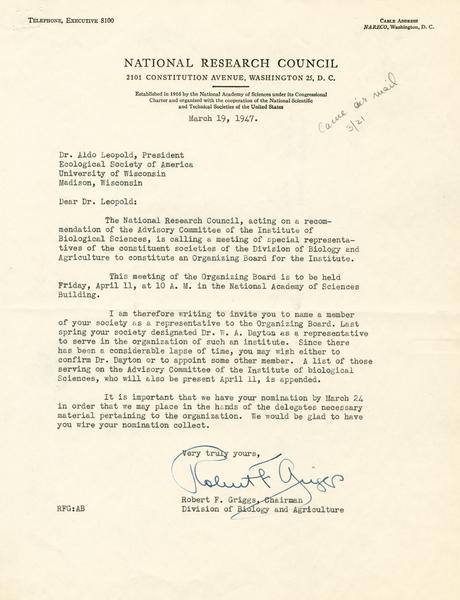 TELEPHONE, EXECUTIVE 8100
CABLE ADDRESS
NARECO, WASHINGTON, D. C.
NATIONAL RESEARCH COUNCIL
2101 CONSTITUTION AVENUE, WASHINGTON 25, D. C.
Established in 1916 by the National Academy of Sciences under its Congressional
Charter and organized with the cooperation of the National Scientific
and Technical Societies of the United States
March 19, 1947.
Came air mail
3/21
Dr. Aldo Leopold, President
Ecological Society of America
University of Wisconsin
Madison, Wisconsin
Dear Dr. Leopold:
The National Research Council, acting on a recom-
mendation of the Advisory Committee of the Institute of
Biological Sciences, is calling a meeting of special representa-
tives of the constituent societies of the Division of Biology and
Agriculture to constitute an Organizing Board for the Institute.
This meeting of the Organizing Board is to be held
Friday, April 11, at 10 A. M. in the National Academy of Sciences
Building.
I am therefore writing to invite you to name a member
of your society as a representative to the Organizing Board. Last
spring your society designated Dr. W. A. Dayton as a representative
to serve in the organization of such an institute. Since there
has been a considerable lapse of time, you may wish either to
confirm Dr. Dayton or to appoint some other member. A list of those
serving on the Advisory Committee of the Institute of biological
Sciences, who will also be present April 11, is appended.
It is important that we have your nomination by March 24
in order that we may place in the hands of the delegates necessary
material pertaining to the organization. We would be glad to have
you wire your nomination collect.
Very truly yours,
Robert F Griggs
Robert F. Griggs, Chairman
RFG:AB Division of Biology and Agriculture